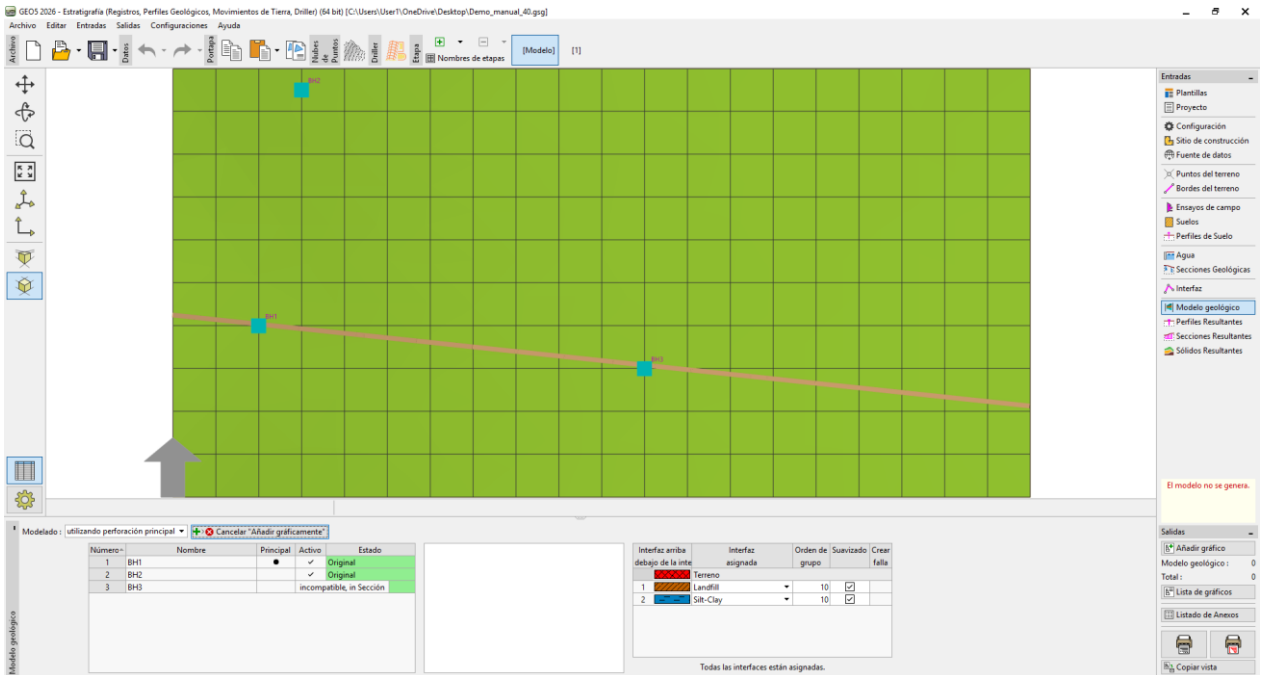 GEO5 2026 - Estratigrafía (Registros, Perfiles Geológicos, Movimientos de Tierra, Driller) (64 bit) [C:\Users\User1\OneDrive\Desktop\Demo_manual_40.gsg]
Archivo Editar Entradas Salidas Configuraciones Ayuda
Archivo
Datos
Portapa
Nubes de Puntos
Driller
Etapa
Nombres de etapas
[Modelo]
[1]
BH2
BH1
BH3
Entradas
Plantillas
Proyecto
Configuración
Sitio de construcción
Fuente de datos
Puntos del terreno
Bordes del terreno
Ensayos de campo
Suelos
Perfiles de Suelo
Agua
Secciones Geológicas
Interfaz
Modelo geológico
Perfiles Resultantes
Secciones Resultantes
Sólidos Resultantes
El modelo no se genera.
Modelo geológico
Modelado : utilizando perforación principal Cancelar "Añadir gráficamente"
Número Nombre Principal Activo Estado
1 BH1 Original
2 BH2 Original
3 BH3 incompatible, in Sección
Interfaz arriba Interfaz Orden de Suavizado Crear
debajo de la inte asignada grupo falla
Terreno
1 Landfill 10
2 Silt-Clay 10
Todas las interfaces están asignadas.
Salidas
Añadir gráfico
Modelo geológico : 0
Total : 0
Lista de gráficos
Listado de Anexos
Copiar vista